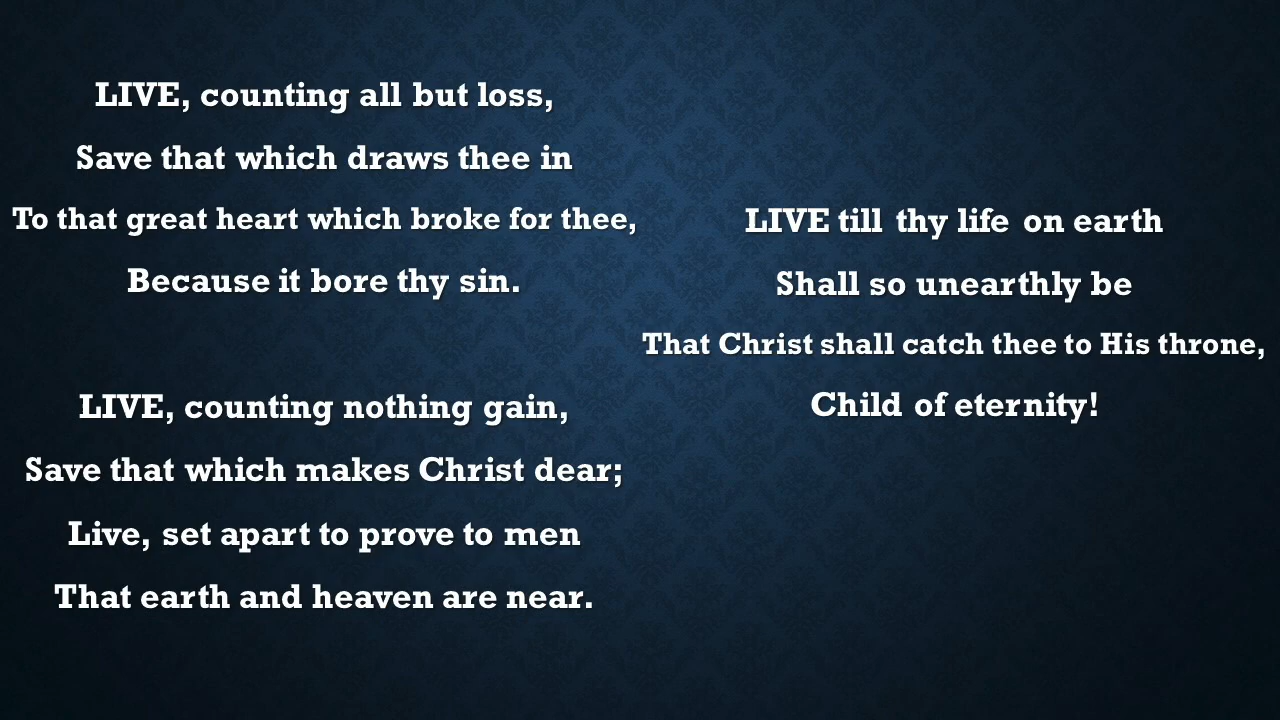 LIVE, counting all but loss,
Save that which draws thee in
To that great heart which broke for thee,
Because it bore thy sin.
LIVE, counting nothing gain,
Save that which makes Christ dear;
Live, set apart to prove to men
That earth and heaven are near.
LIVE till thy life on earth
Shall so unearthly be
That Christ shall catch thee to His throne,
Child of eternity!